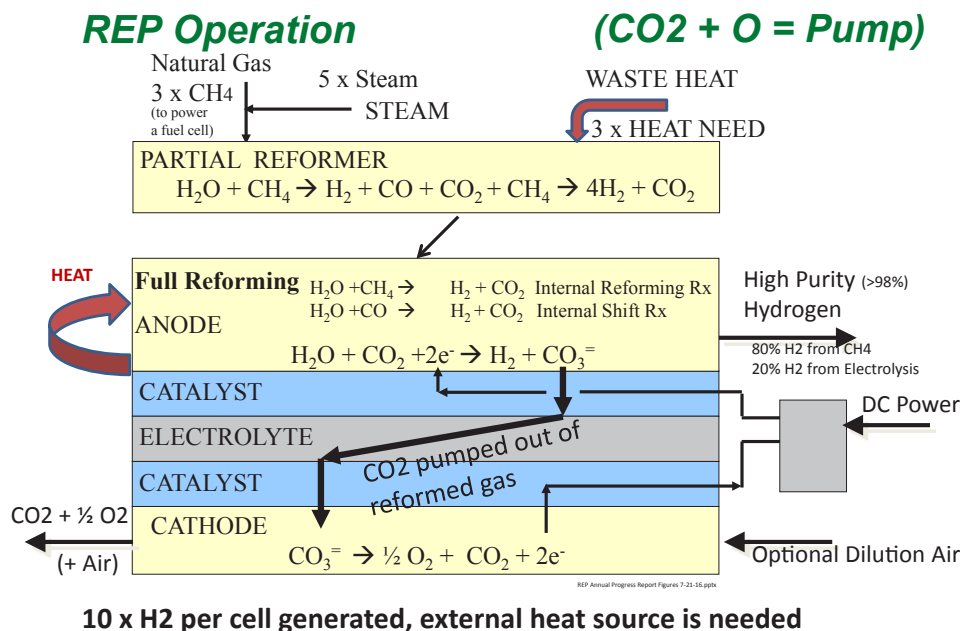 REP Operation
(CO2 + O = Pump)
Natural Gas
3 x CH4
(to power
a fuel cell)
5 x Steam
STEAM
WASTE HEAT
3 x HEAT NEED
PARTIAL REFORMER
H₂O + CH₄ → H₂ + CO + CO₂ + CH₄ → 4H₂ + CO₂
HEAT
Full Reforming
H₂O +CH₄→ H₂ + CO₂ Internal Reforming Rx
H₂O +CO → H₂ + CO₂ Internal Shift Rx
ANODE
H₂O + CO₂ +2e⁻ → H₂ + CO₃⁼
High Purity (>98%)
Hydrogen
80% H2 from CH4
20% H2 from Electrolysis
CATALYST
DC Power
ELECTROLYTE
CO2 pumped out of
reformed gas
CATALYST
CO2 + ½ O2
(+ Air)
CATHODE
CO₃⁼ → ½ O₂ + CO₂ + 2e⁻
Optional Dilution Air
REP Annual Progress Report Figures 7-21-16.pptx
10 x H2 per cell generated, external heat source is needed